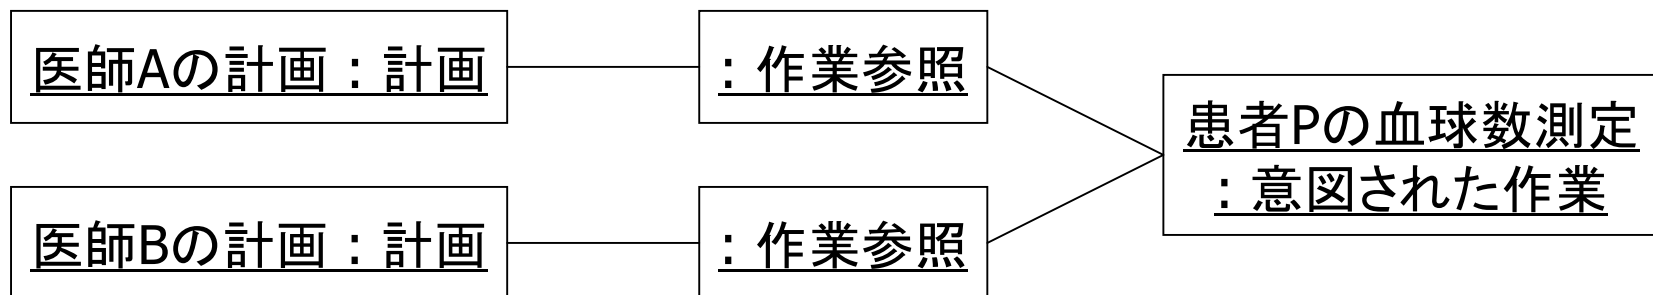 医師Aの計画：計画
：作業参照
患者Pの血球数測定
：意図された作業
医師Bの計画：計画
：作業参照